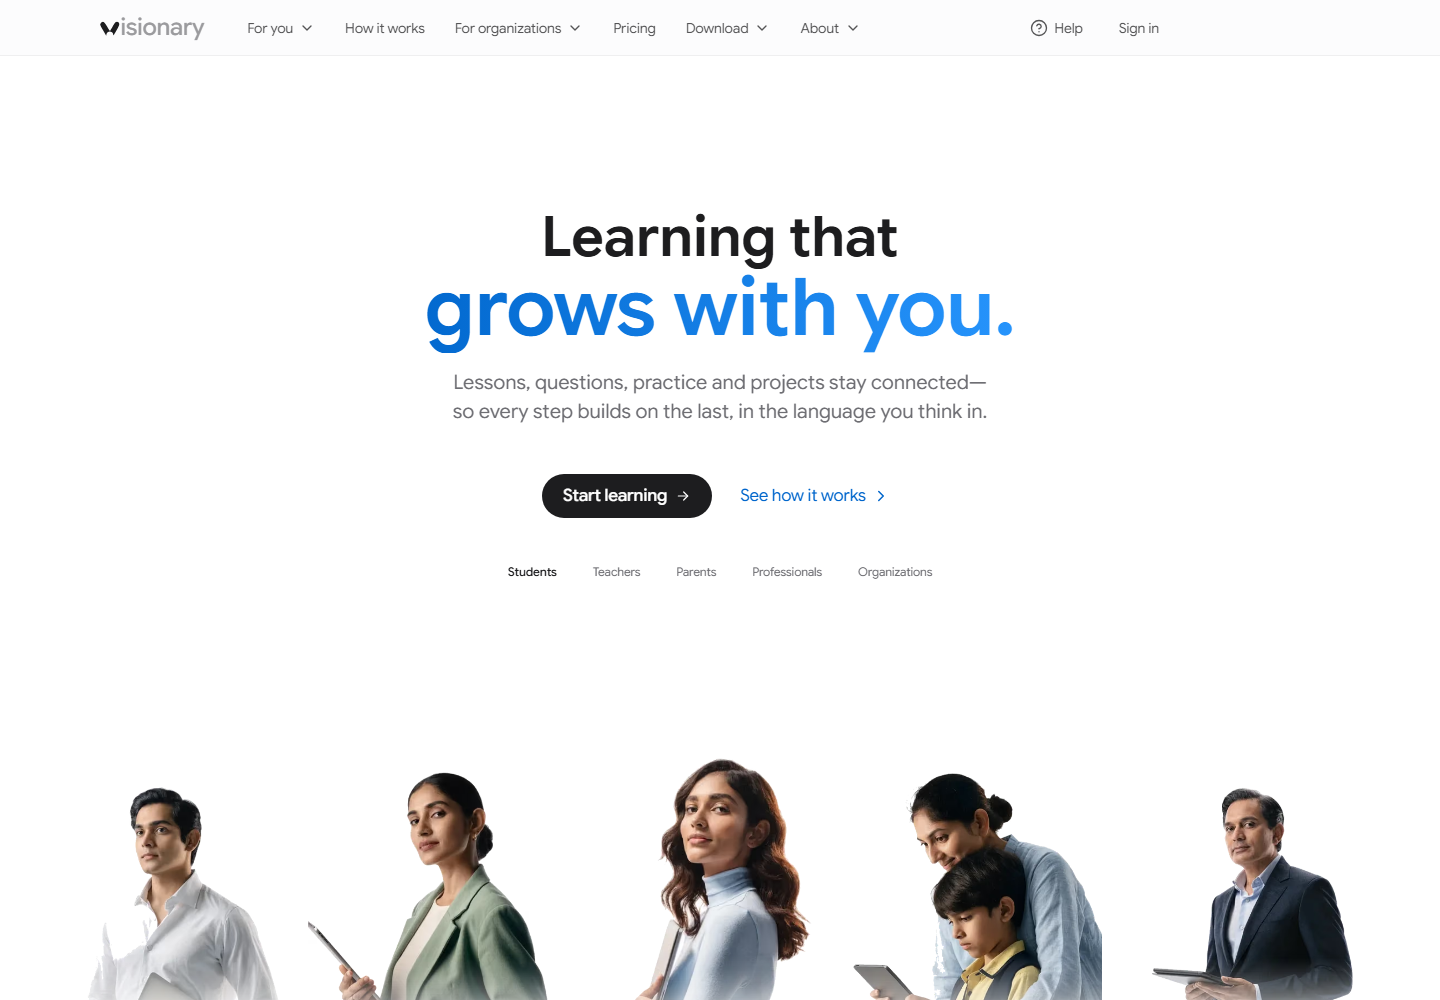 visionary
For you
How it works
For organizations
Pricing
Download
About
Help
Sign in
Learning that
grows with you.
Lessons, questions, practice and projects stay connected—
so every step builds on the last, in the language you think in.
Start learning
See how it works
Students
Teachers
Parents
Professionals
Organizations